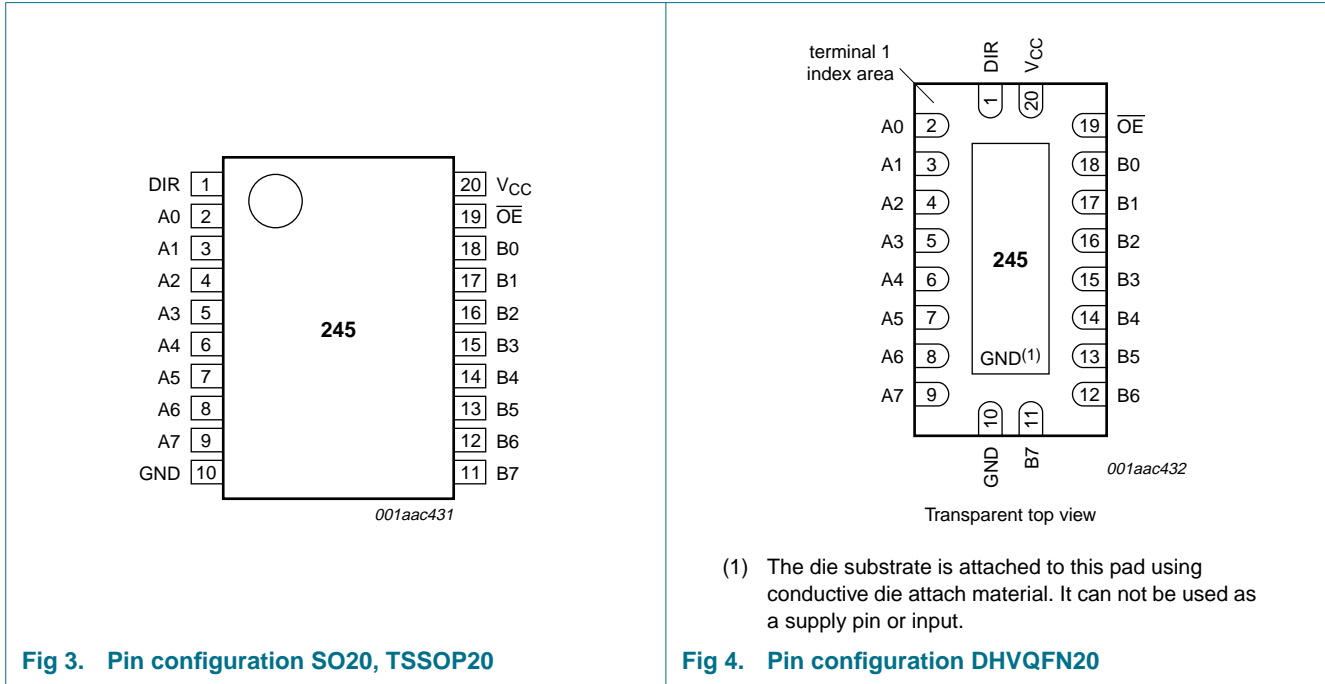 DIR 1
A0 2
A1 3
A2 4
A3 5
A4 6
A5 7
A6 8
A7 9
GND 10
245
20 VCC
19 O̅E̅
18 B0
17 B1
16 B2
15 B3
14 B4
13 B5
12 B6
11 B7
001aac431
Fig 3. Pin configuration SO20, TSSOP20
terminal 1
index area
DIR
1
VCC
20
A0 2
A1 3
A2 4
A3 5
A4 6
A5 7
A6 8
A7 9
245
GND(1)
19 O̅E̅
18 B0
17 B1
16 B2
15 B3
14 B4
13 B5
12 B6
10
GND
11
B7
001aac432
Transparent top view
(1) The die substrate is attached to this pad using
conductive die attach material. It can not be used as
a supply pin or input.
Fig 4. Pin configuration DHVQFN20